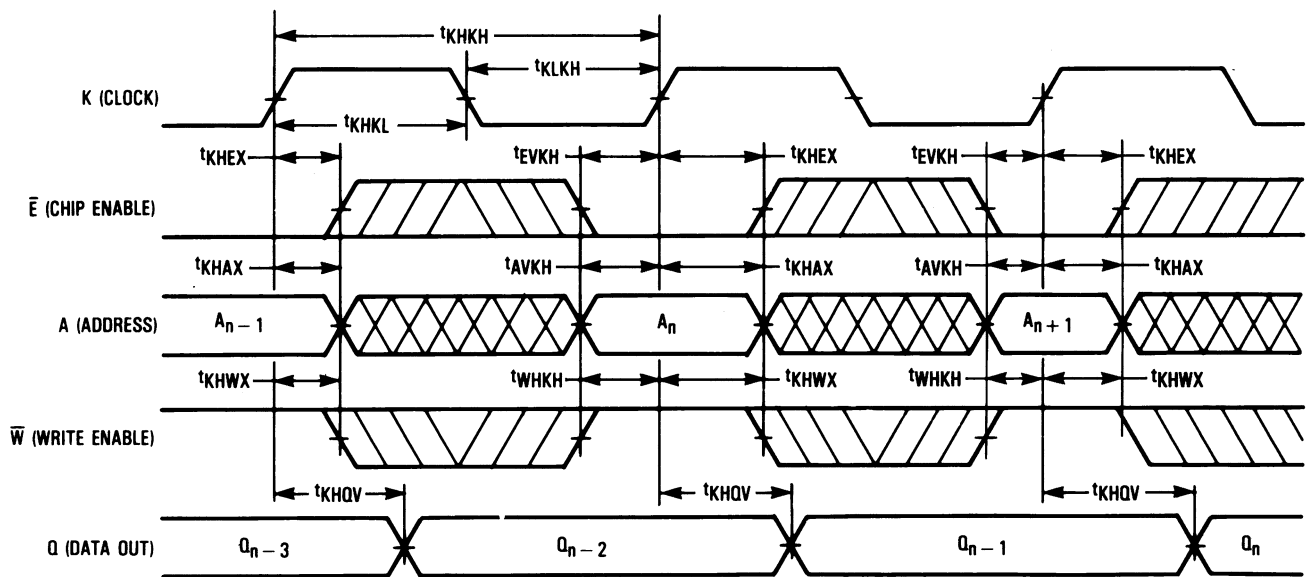 tKHKH
tKLKH
K (CLOCK)
tKHKL
tKHEX tEVKH tKHEX tEVKH tKHEX
E̅ (CHIP ENABLE)
tKHAX tAVKH tKHAX tAVKH tKHAX
A (ADDRESS) An − 1 An An + 1
tKHWX tWHKH tKHWX tWHKH tKHWX
W̅ (WRITE ENABLE)
tKHQV tKHQV tKHQV
Q (DATA OUT) Qn − 3 Qn − 2 Qn − 1 Qn